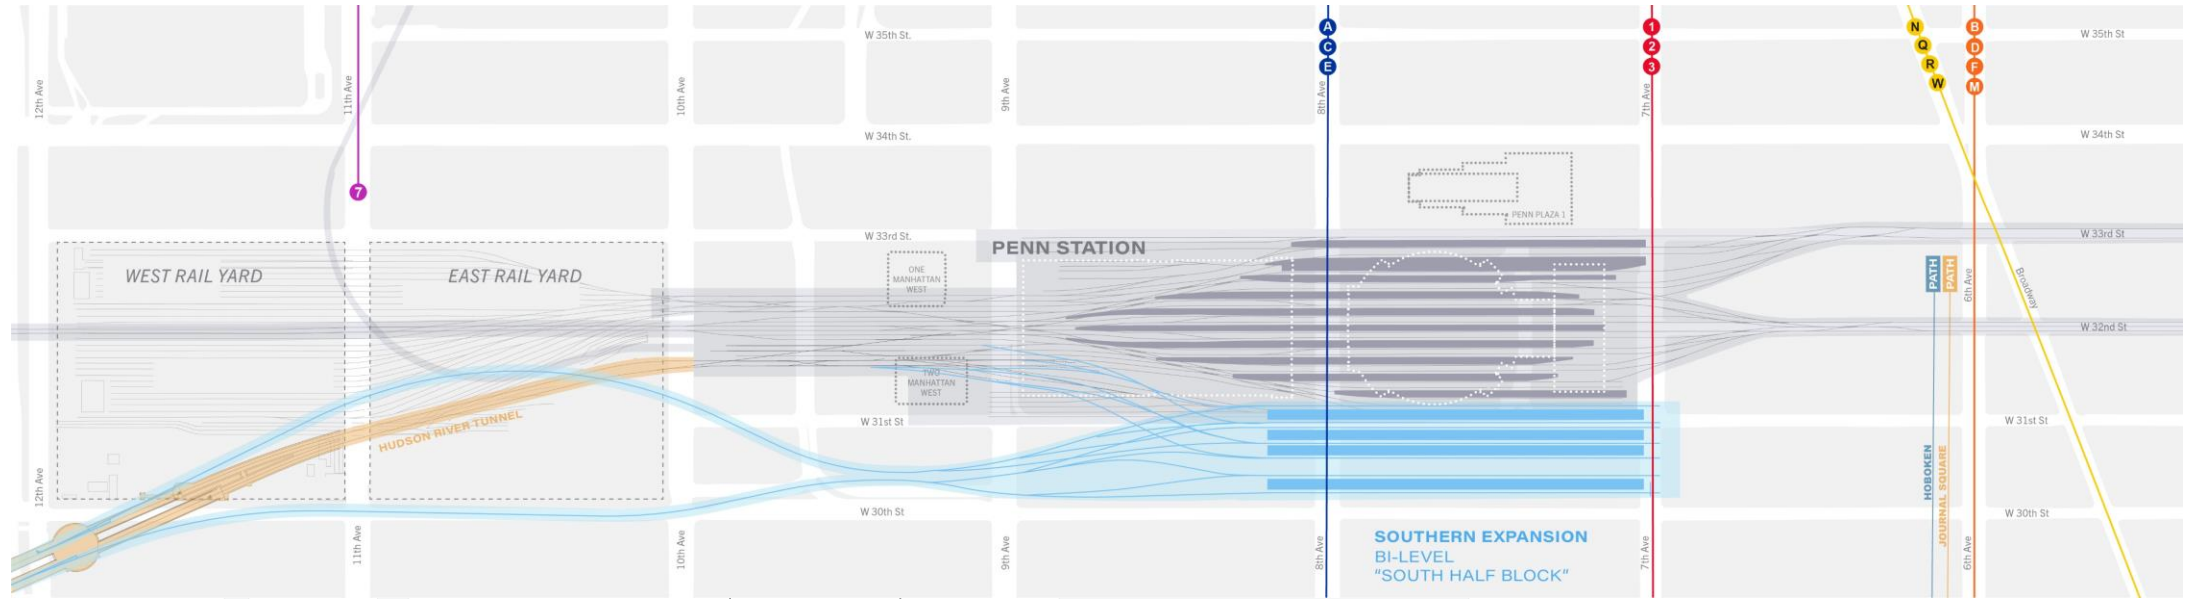 A
C
E
1
2
3
N
Q
R
W
B
D
F
M
W 35th St.
W 35th St
12th Ave
11th Ave
10th Ave
9th Ave
8th Ave
7th Ave
W 34th St.
W 34th St
7
PENN PLAZA 1
W 33rd St.
W 33rd St
PENN STATION
WEST RAIL YARD
EAST RAIL YARD
ONE
MANHATTAN
WEST
PATH
PATH
6th Ave
Broadway
W 32nd St
TWO
MANHATTAN
WEST
HUDSON RIVER TUNNEL
W 31st St
W 31st St
12th Ave
HOBOKEN
JOURNAL SQUARE
W 30th St
W 30th St
11th Ave
10th Ave
9th Ave
8th Ave
7th Ave
6th Ave
SOUTHERN EXPANSION
BI-LEVEL
"SOUTH HALF BLOCK"